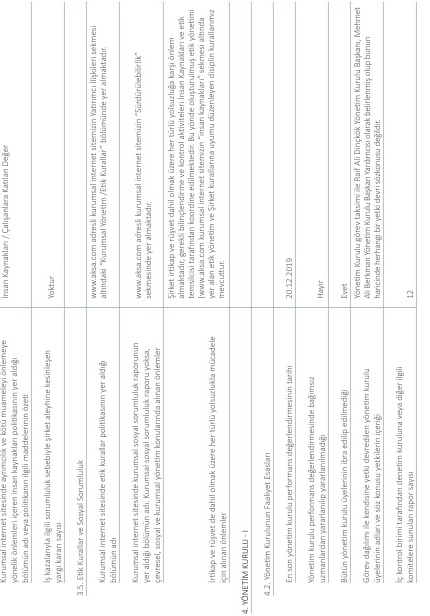 Kurumsal internet sitesinde ayrımcılık ve kötü muameleyi önlemeye
yönelik önlemleri içeren insan kaynakları politikasının yer aldığı
bölümün adı veya politikanın ilgili maddelerinin özeti
İnsan Kaynakları / Çalışanlara Katılan Değer
İş kazalarıyla ilgili sorumluluk sebebiyle şirket aleyhine kesinleşen
yargı kararı sayısı
Yoktur
3.5. Etik Kurallar ve Sosyal Sorumluluk
Kurumsal internet sitesinde etik kurallar politikasının yer aldığı
bölümün adı
www.aksa.com adresli kurumsal internet sitemizin Yatırımcı İlişkileri sekmesi
altındaki "Kurumsal Yönetim /Etik Kurallar" bölümünde yer almaktadır.
Kurumsal internet sitesinde kurumsal sosyal sorumluluk raporunun
yer aldığı bölümün adı. Kurumsal sosyal sorumluluk raporu yoksa,
çevresel, sosyal ve kurumsal yönetim konularında alınan önlemler
www.aksa.com adresli kurumsal internet sitemizin "Sürdürülebilirlik"
sekmesinde yer almaktadır.
İrtikap ve rüşvet de dahil olmak üzere her türlü yolsuzlukla mücadele
için alınan önlemler
Şirket irtikap ve rüşvet dahil olmak üzere her türlü yolsuzluğa karşı önlem
almaktadır, gerekli bilinçlendirme ve kontrol aktiviteleri İnsan Kaynakları ve etik
temsilcisi tarafından koordine edilmektedir. Bu yönde oluşturulmuş etik yönetimi
(www.aksa.com kurumsal internet sitemizin "insan kaynakları" sekmesi altında
yer alan etik yönetim ve Şirket kurallarına uyumu düzenleyen disiplin kurallarımız
mevcuttur.
4. YÖNETİM KURULU - I
4.2. Yönetim Kurulunun Faaliyet Esasları
En son yönetim kurulu performans değerlendirmesinin tarihi
20.12.2019
Yönetim kurulu performans değerlendirmesinde bağımsız
uzmanlardan yararlanılıp yararlanılmadığı
Hayır
Bütün yönetim kurulu üyelerinin ibra edilip edilmediği
Evet
Görev dağılımı ile kendisine yetki devredilen yönetim kurulu
üyelerinin adları ve söz konusu yetkilerin içeriği
Yönetim Kurulu görev taksimi ile Raif Ali Dinçkök Yönetim Kurulu Başkanı, Mehmet
Ali Berkman Yönetim Kurulu Başkan Yardımcısı olarak belirlenmiş olup bunun
haricinde herhangi bir yetki devri sözkonusu değildir.
İç kontrol birimi tarafından denetim kuruluna veya diğer ilgili
komitelere sunulan rapor sayısı
12